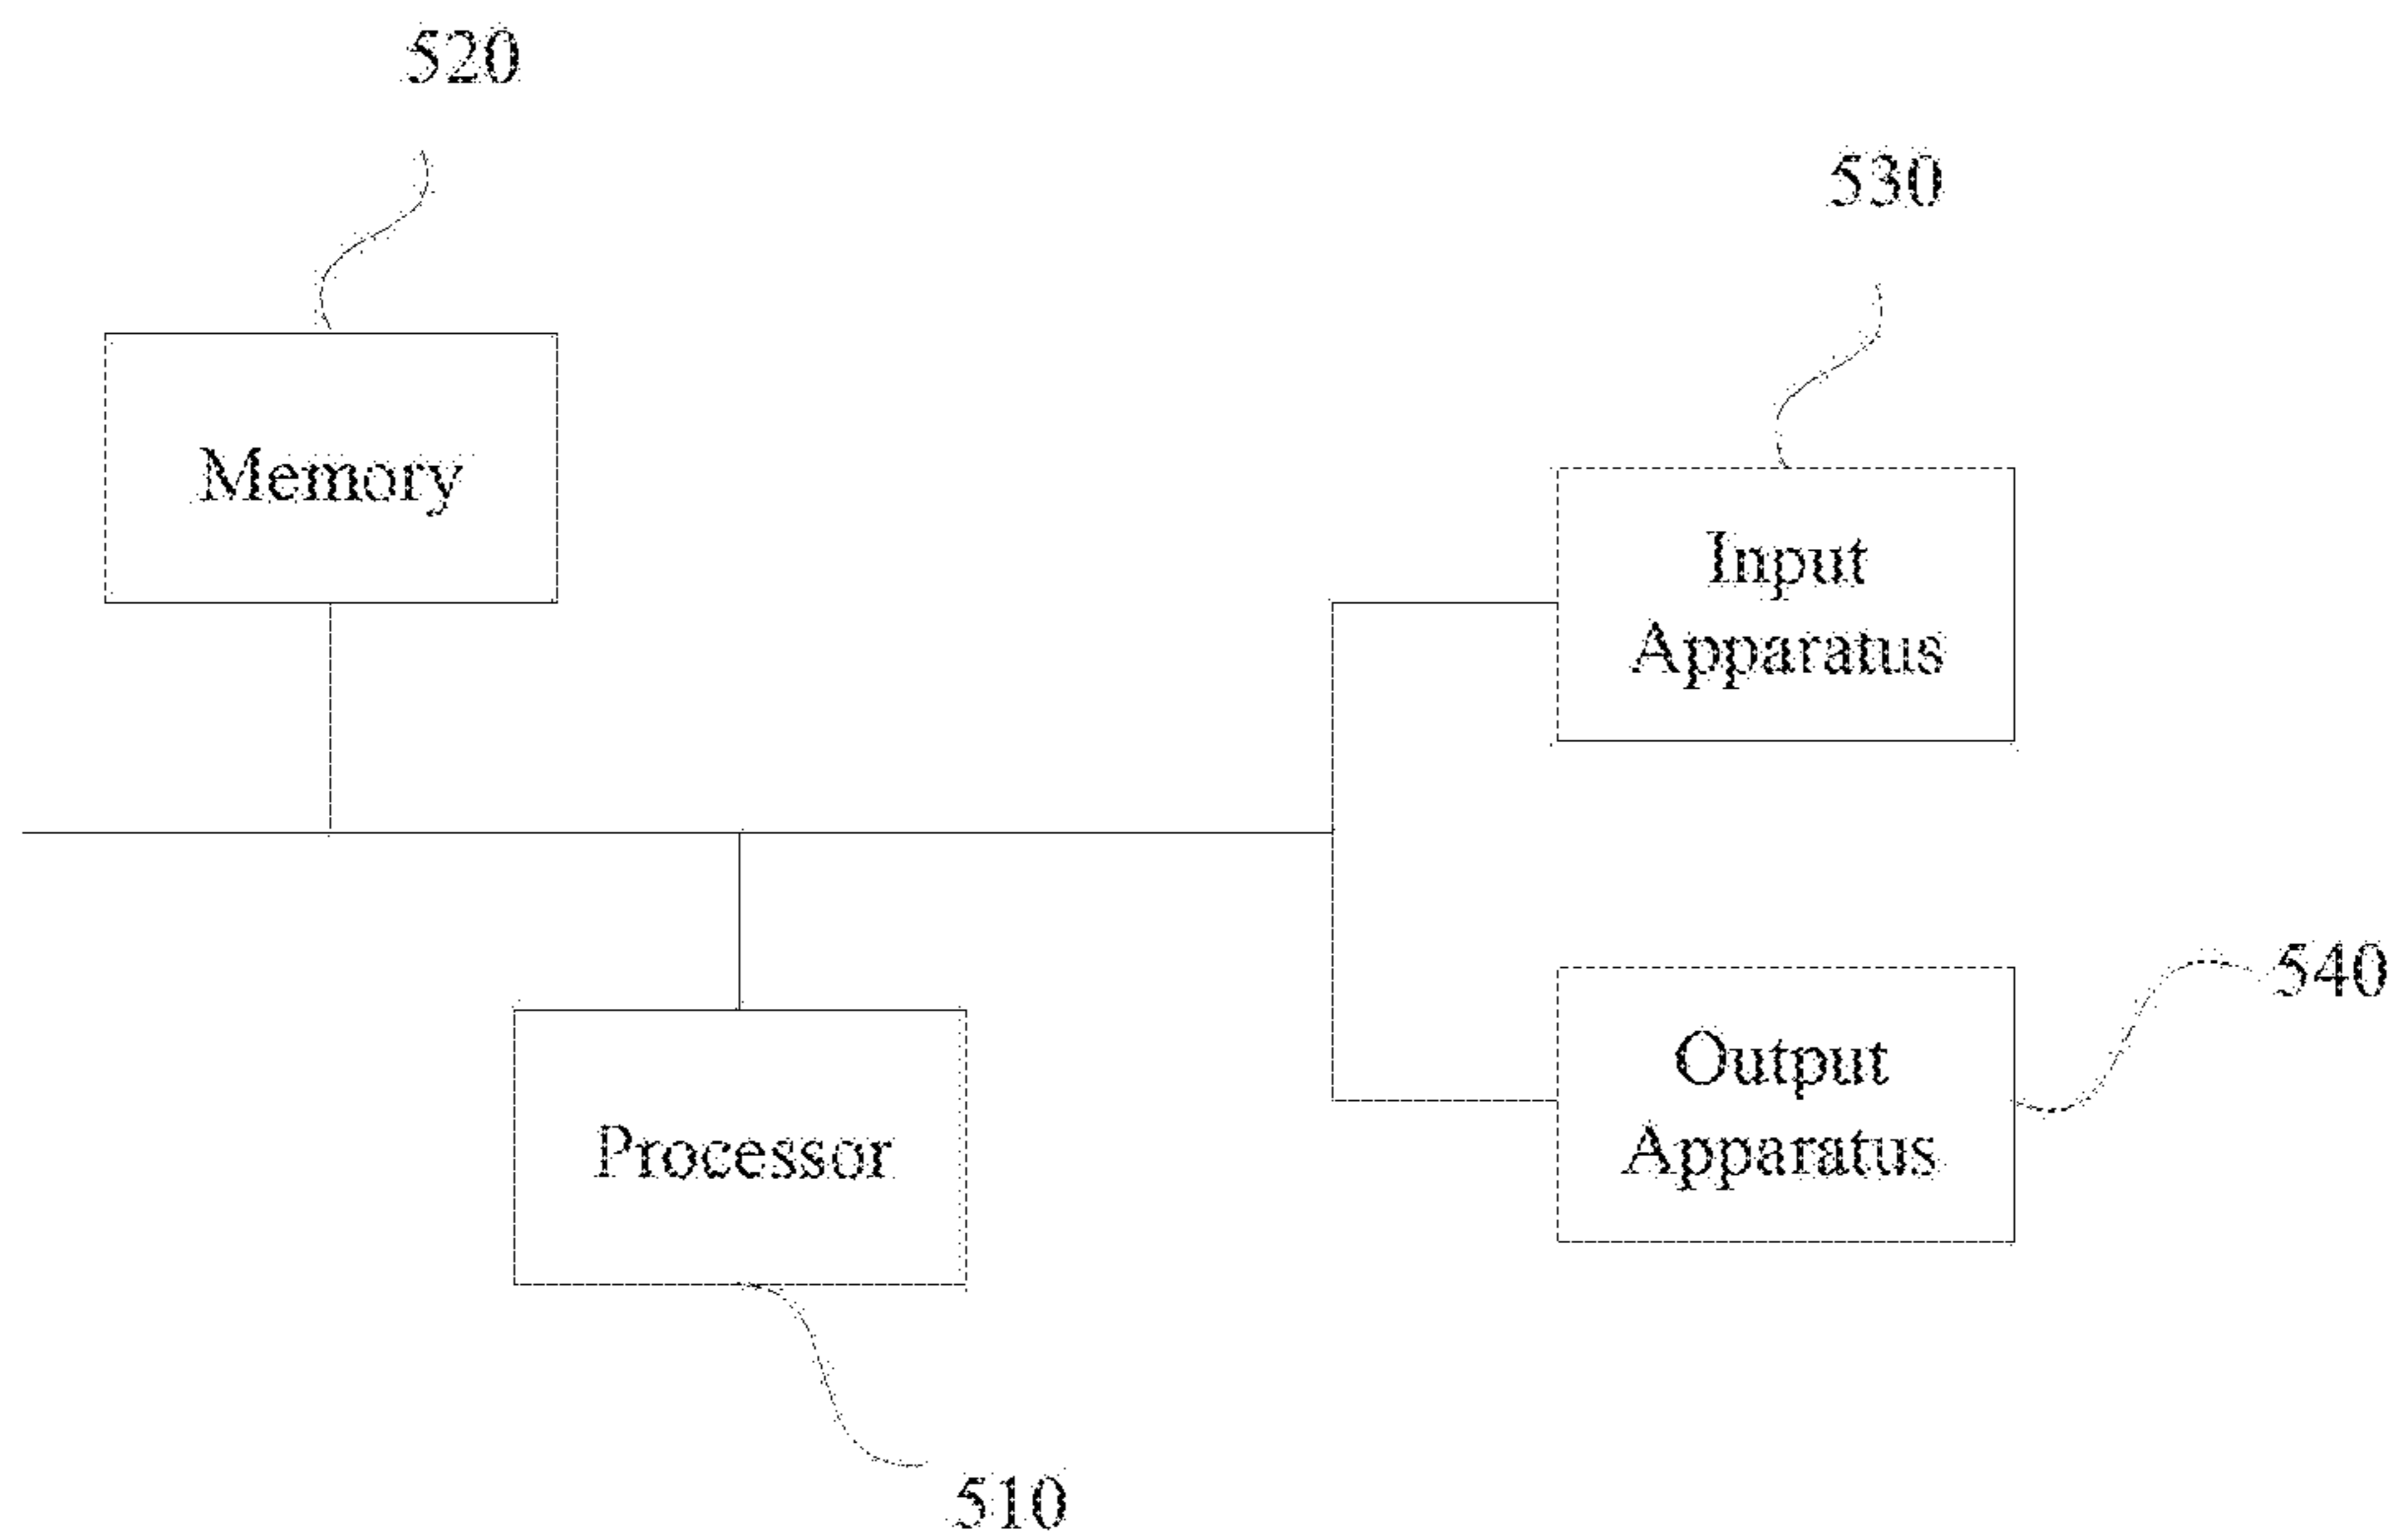 520
530
Memory
Input
Apparatus
540
Output
Apparatus
Processor
510